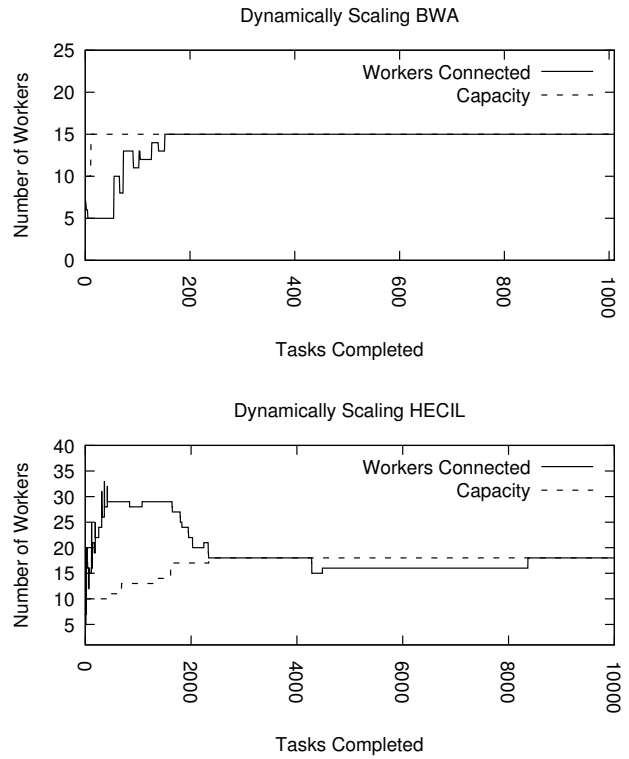 Dynamically Scaling BWA
25
20
15
10
5
0
Number of Workers
Workers Connected
Capacity
0
200
400
600
800
1000
Tasks Completed
Dynamically Scaling HECIL
40
35
30
25
20
15
10
5
Number of Workers
Workers Connected
Capacity
0
2000
4000
6000
8000
10000
Tasks Completed